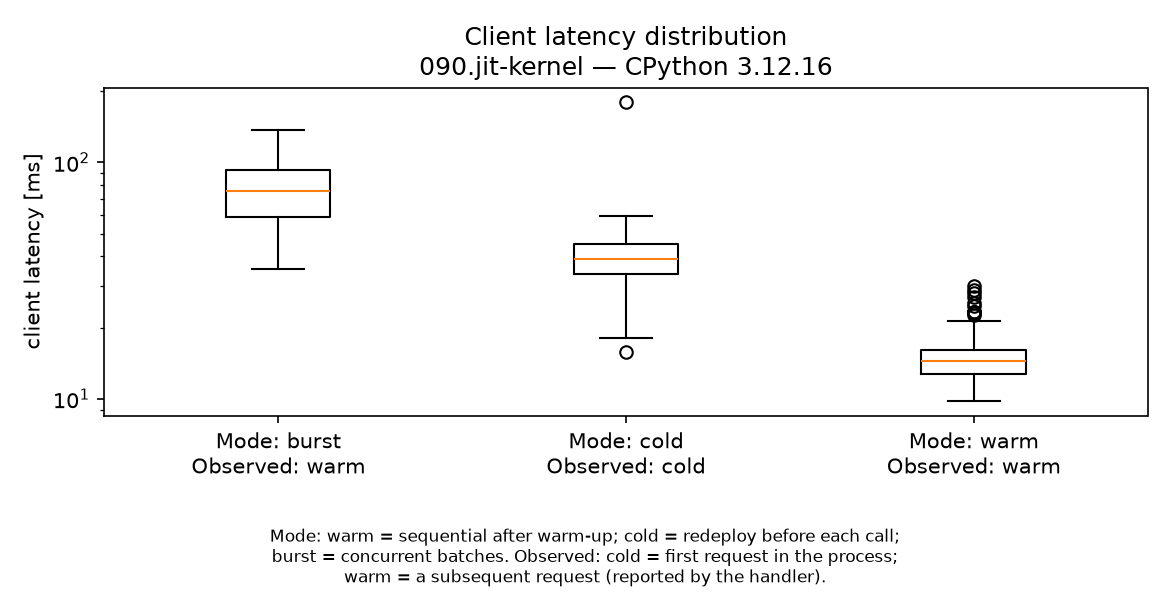 Client latency distribution
090.jit-kernel — CPython 3.12.16
client latency [ms]
10²
10¹
Mode: burst
Observed: warm
Mode: cold
Observed: cold
Mode: warm
Observed: warm
Mode: warm = sequential after warm-up; cold = redeploy before each call;
burst = concurrent batches. Observed: cold = first request in the process;
warm = a subsequent request (reported by the handler).